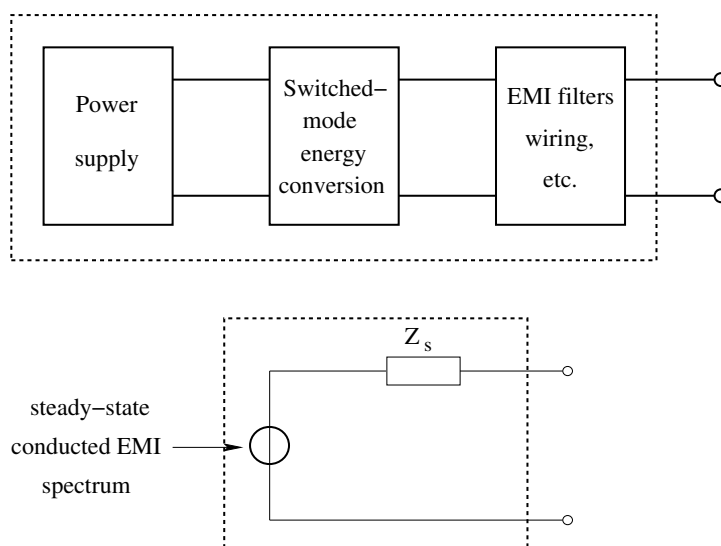 Power
supply
Switched−
mode
energy
conversion
EMI filters
wiring,
etc.
Z s
steady−state
conducted EMI
spectrum